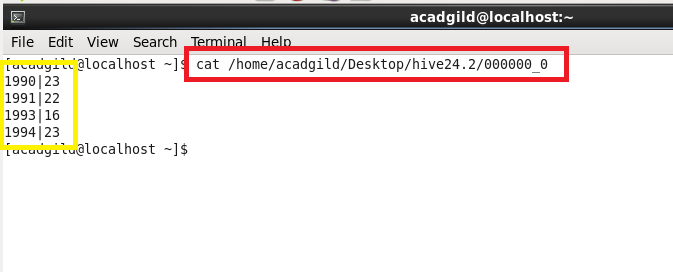 acadgild@localhost:~
File Edit View Search Terminal Help
[acadgild@localhost ~]$ cat /home/acadgild/Desktop/hive24.2/000000_0
1990|23
1991|22
1993|16
1994|23
[acadgild@localhost ~]$